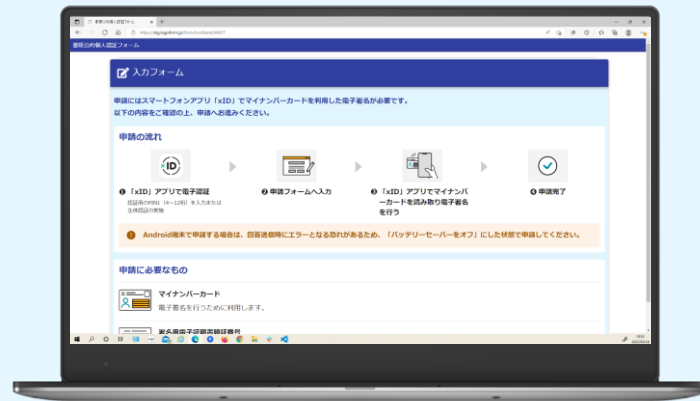 入力フォーム
申請にはスマートフォンアプリ「xID」でマイナンバーカードを利用した電子署名が必要です。
以下の内容をご確認の上、申請へお進みください。
申請の流れ
xID
❶「xID」アプリで電子認証
❷申請フォームへ入力
❸「xID」アプリでマイナンバーカードを読み取り電子署名を行う
❹申請完了
Android端末で申請する場合は、回答送信時にエラーとなる恐れがあるため、「バッテリーセーバーをオフ」にした状態で申請してください。
申請に必要なもの
マイナンバーカード
電子署名を行うために利用します。